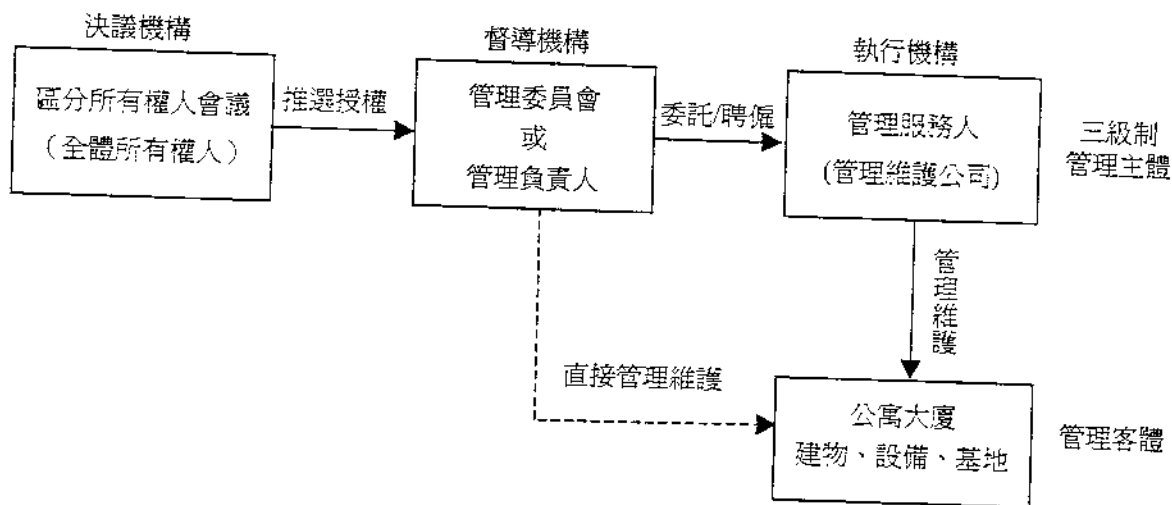 決議機構
區分所有權人會議
（全體所有權人）
推選授權
督導機構
管理委員會
或
管理負責人
委託/聘僱
執行機構
管理服務人
(管理維護公司)
三級制
管理主體
管理維護
直接管理維護
公寓大廈
建物、設備、基地
管理客體